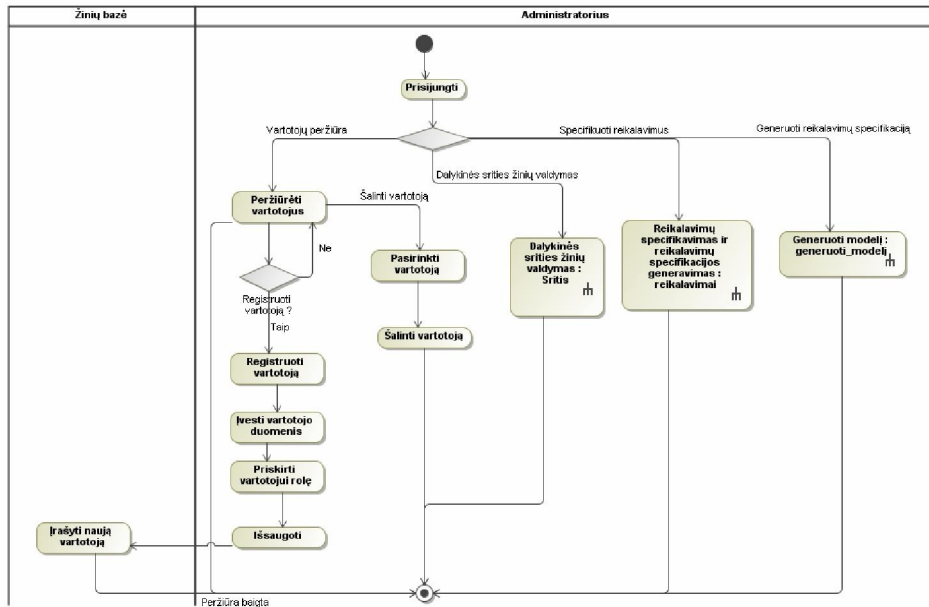 Žinių bazė
Administratorius
Prisijungti
Vartotojų peržiūra
Specifikuoti reikalavimus
Generuoti reikalavimų specifikaciją
Dalykinės srities žinių valdymas
Peržiūrėti
vartotojus
Šalinti vartotoją
Ne
Pasirinkti
vartotoją
Dalykinės
srities žinių
valdymas :
Sritis
Reikalavimų
specifikavimas ir
reikalavimų
specifikacijos
generavimas :
reikalavimai
Generuoti modelį :
generuoti_modelį
Registruoti
vartotoją ?
Taip
Šalinti vartotoją
Registruoti
vartotoją
Įvesti vartotojo
duomenis
Priskirti
vartotojui rolę
Išsaugoti
Įrašyti naują
vartotoją
Peržiūra baigta